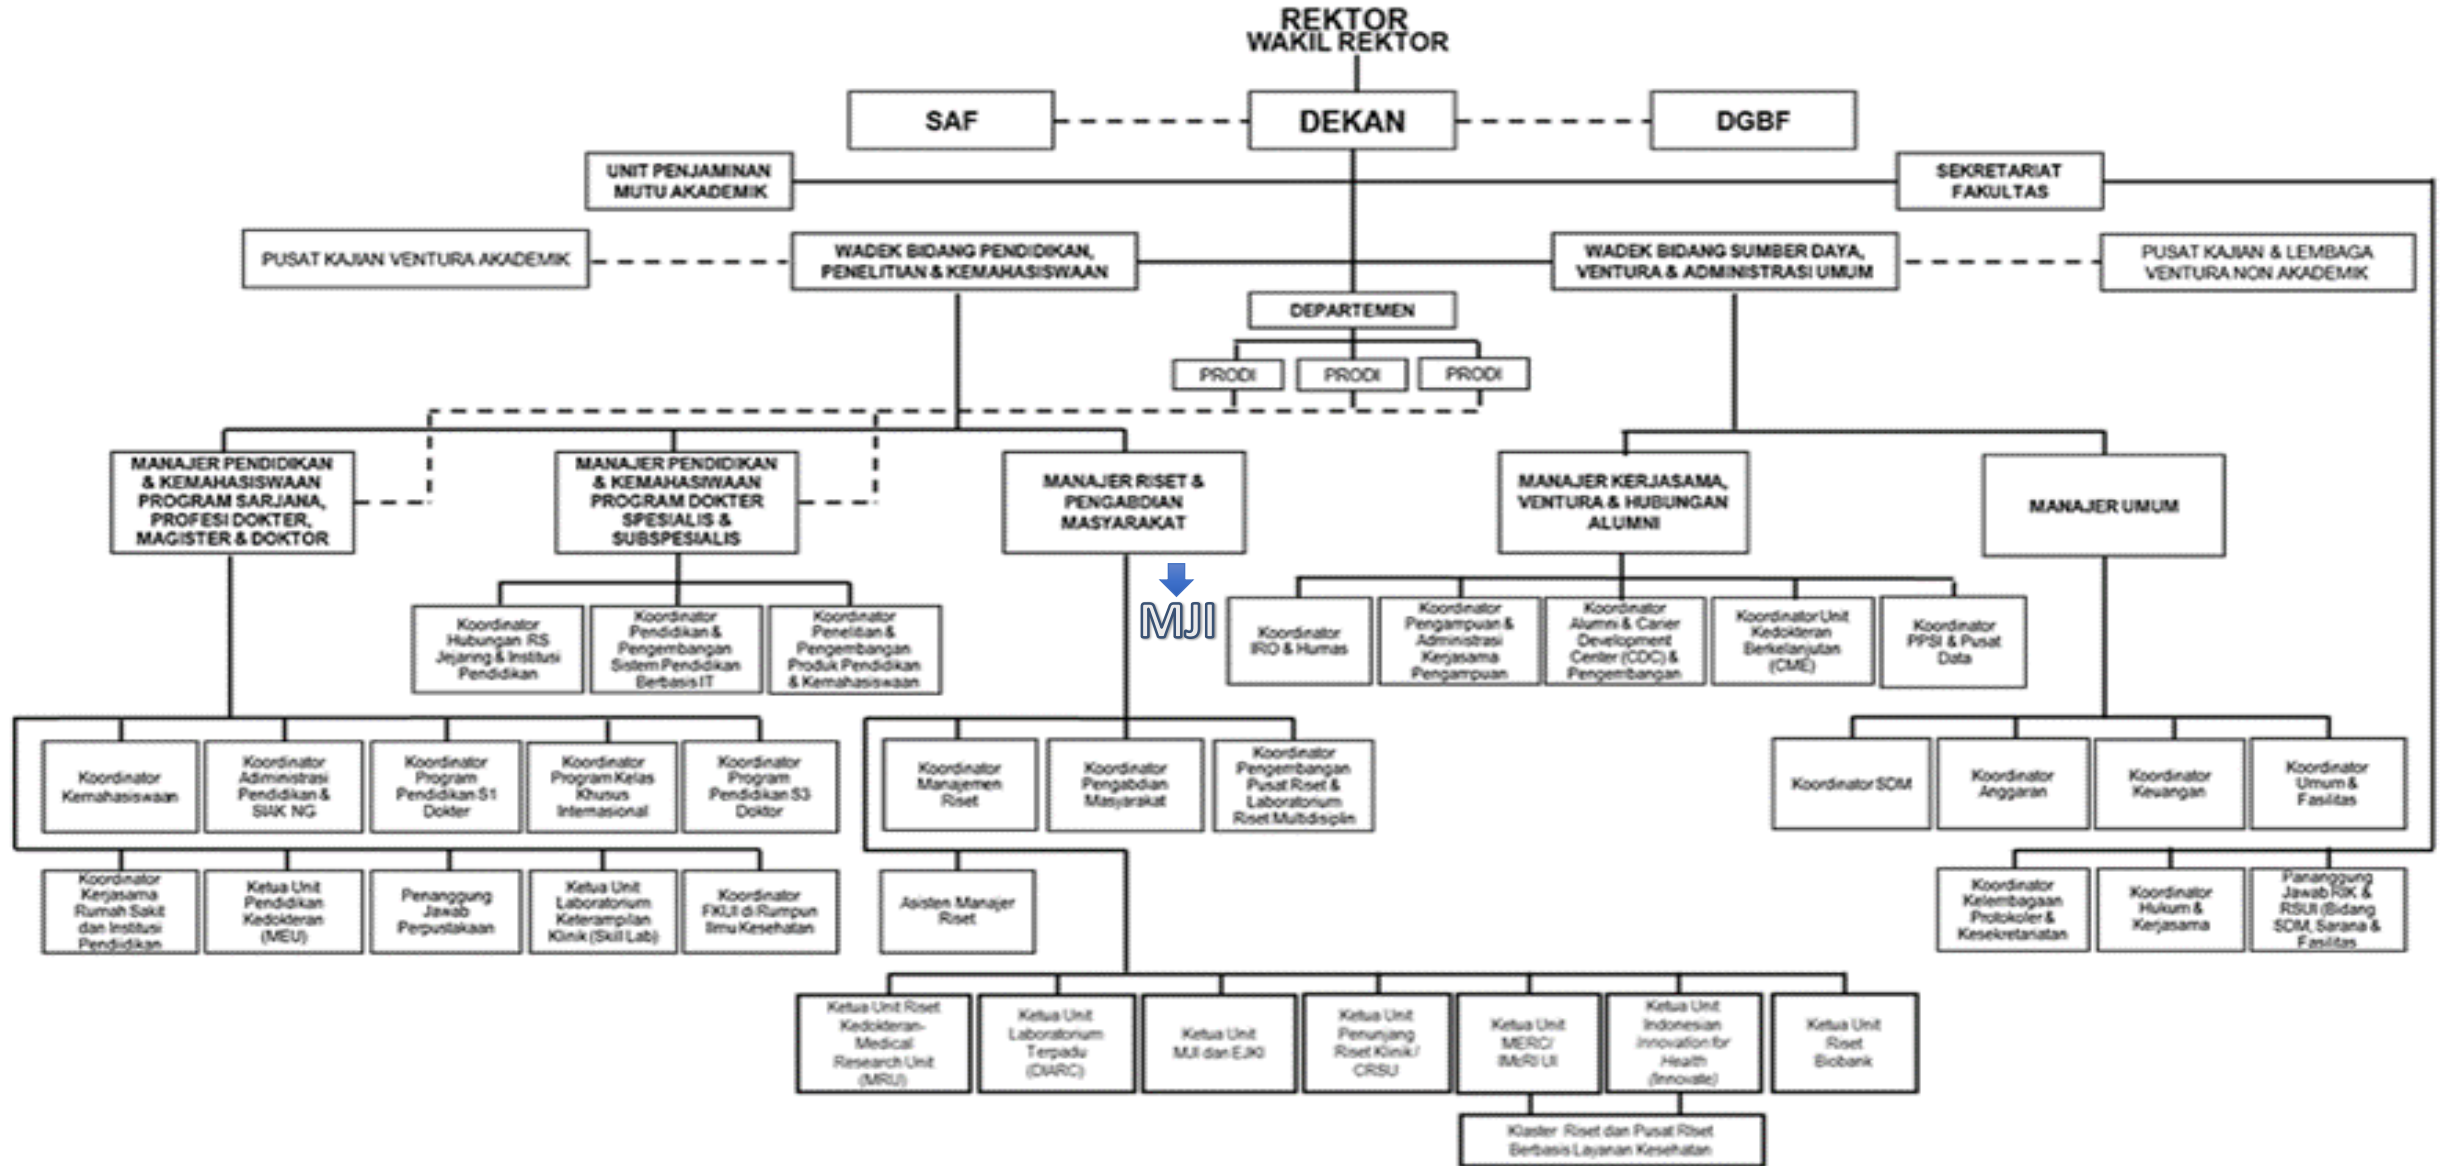 REKTOR
WAKIL REKTOR
SAF
DEKAN
DGBF
UNIT PENJAMINAN
MUTU AKADEMIK
SEKRETARIAT
FAKULTAS
PUSAT KAJIAN VENTURA AKADEMIK
WADEK BIDANG PENDIDIKAN,
PENELITIAN & KEMAHASISWAAN
WADEK BIDANG SUMBER DAYA,
VENTURA & ADMINISTRASI UMUM
PUSAT KAJIAN & LEMBAGA
VENTURA NON AKADEMIK
DEPARTEMEN
PRODI
PRODI
PRODI
MANAJER PENDIDIKAN
& KEMAHASISWAAN
PROGRAM SARJANA,
PROFESI DOKTER,
MAGISTER & DOKTOR
MANAJER PENDIDIKAN
& KEMAHASIWAAN
PROGRAM DOKTER
SPESIALIS &
SUBSPESIALIS
MANAJER RISET &
PENGABDIAN
MASYARAKAT
MANAJER KERJASAMA,
VENTURA & HUBUNGAN
ALUMNI
MANAJER UMUM
MJI
Koordinator
Hubungan RS
Jejaring & Institusi
Pendidikan
Koordinator
Pendidikan &
Pengembangan
Sistem Pendidikan
Berbasis IT
Koordinator
Penelitian &
Pengembangan
Produk Pendidikan
& Kemahasiswaan
Koordinator
IRO & Humas
Koordinator
Pengampuan &
Administrasi
Kerjasama
Pengampuan
Koordinator
Alumni & Carier
Development
Center (CDC) &
Pengembangan
Koordinator Unit
Kedokteran
Berkelanjutan
(CME)
Koordinator
PPSI & Pusat
Data
Koordinator
Kemahasiswaan
Koordinator
Adiministrasi
Pendidikan &
SIAK NG
Koordinator
Program
Pendidikan S1
Dokter
Koordinator
Program Kelas
Khusus
Internasional
Koordinator
Program
Pendidikan S3
Doktor
Koordinator
Manajemen
Riset
Koordinator
Pengabdian
Masyarakat
Koordinator
Pengembangan
Pusat Riset &
Laboratorium
Riset Multidisiplin
Koordinator SDM
Koordinator
Anggaran
Koordinator
Keuangan
Koordinator
Umum &
Fasilitas
Koordinator
Kerjasama
Rumah Sakit
dan Institusi
Pendidikan
Ketua Unit
Pendidikan
Kedokteran
(MEU)
Penanggung
Jawab
Perpustakaan
Ketua Unit
Laboratorium
Keterampilan
Klinik (Skill Lab)
Koordinator
FKUI di Rumpun
Ilmu Kesehatan
Asisten Manajer
Riset
Koordinator
Kelembagaan
Protokoler &
Kesekretariatan
Koordinator
Hukum &
Kerjasama
Pananggung
Jawab RIK &
RSUI (Bidang
SDM, Sarana &
Fasilitas
Ketua Unit Riset
Kedokteran-
Medical
Research Unit
(MRU)
Ketua Unit
Laboratorium
Terpadu
(DIARC)
Ketua Unit
MJI dan EJKI
Ketua Unit
Penunjang
Riset Klinik /
CRSU
Ketua Unit
MERC/
IMERI UI
Ketua Unit
Indonesian
Innovation for
Health
(Innovate)
Ketua Unit
Riset
Biobank
Klaster Riset dan Pusat Riset
Berbasis Layanan Kesehatan